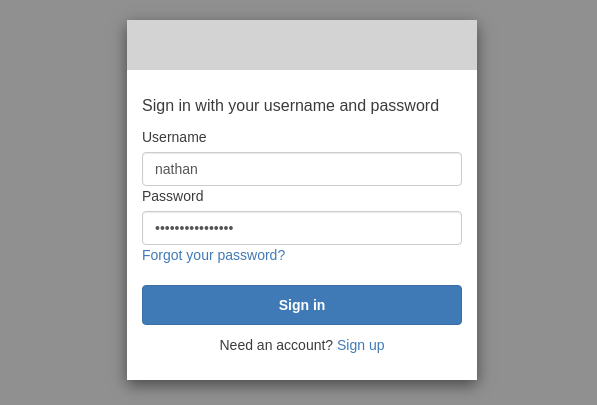 Sign in with your username and password
Username
nathan
Password
••••••••••••••••
Forgot your password?
Sign in
Need an account? Sign up